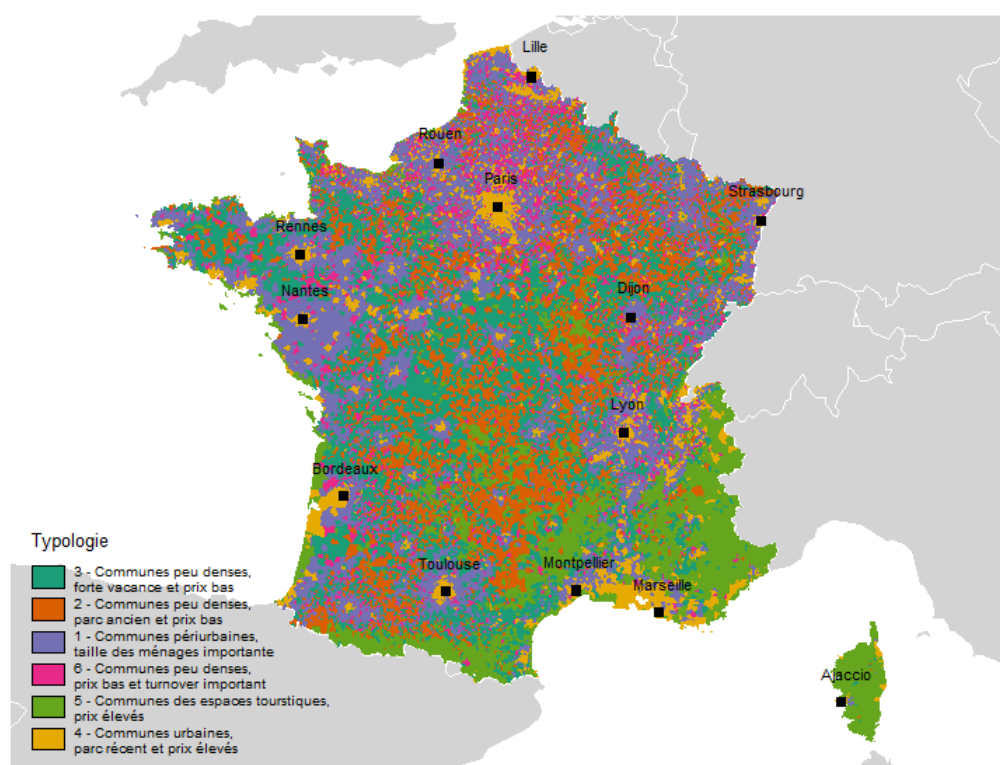 Lille
Rouen
Paris
Strasbourg
Rennes
Nantes
Dijon
Lyon
Bordeaux
Toulouse
Montpellier
Marseille
Ajaccio
Typologie
3 - Communes peu denses,
forte vacance et prix bas
2 - Communes peu denses,
parc ancien et prix bas
1 - Communes périurbaines,
taille des ménages importante
6 - Communes peu denses,
prix bas et turnover important
5 - Communes des espaces tourstiques,
prix élevés
4 - Communes urbaines,
parc récent et prix élevés